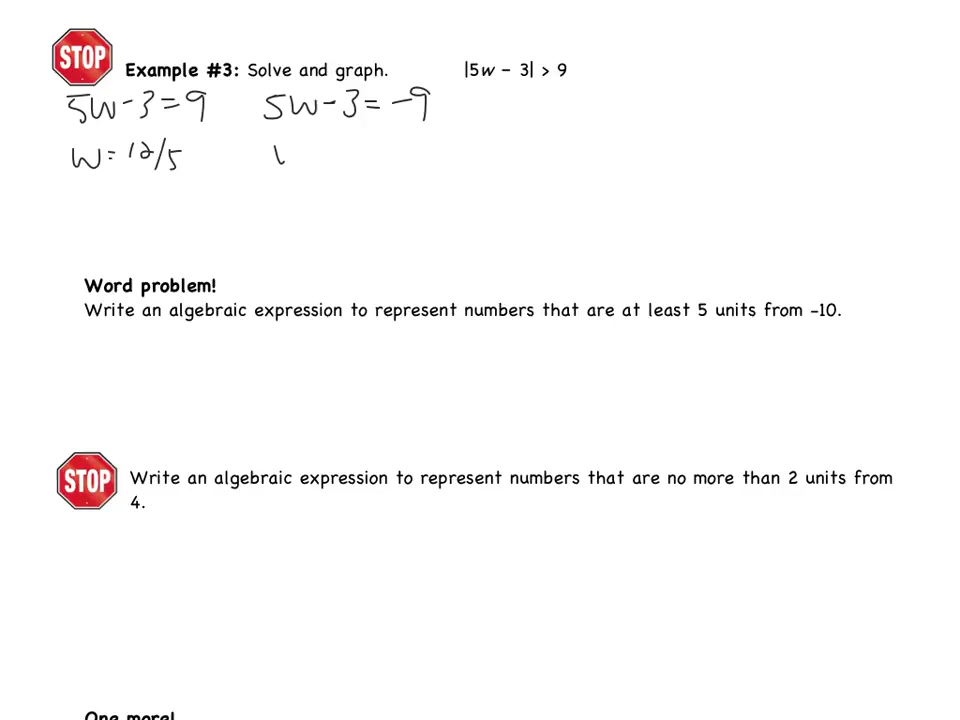 STOP
Example #3: Solve and graph. |5w – 3| > 9
5w-3=9 5w-3=-9
w=12/5
Word problem!
Write an algebraic expression to represent numbers that are at least 5 units from -10.
STOP
Write an algebraic expression to represent numbers that are no more than 2 units from
4.
One more!